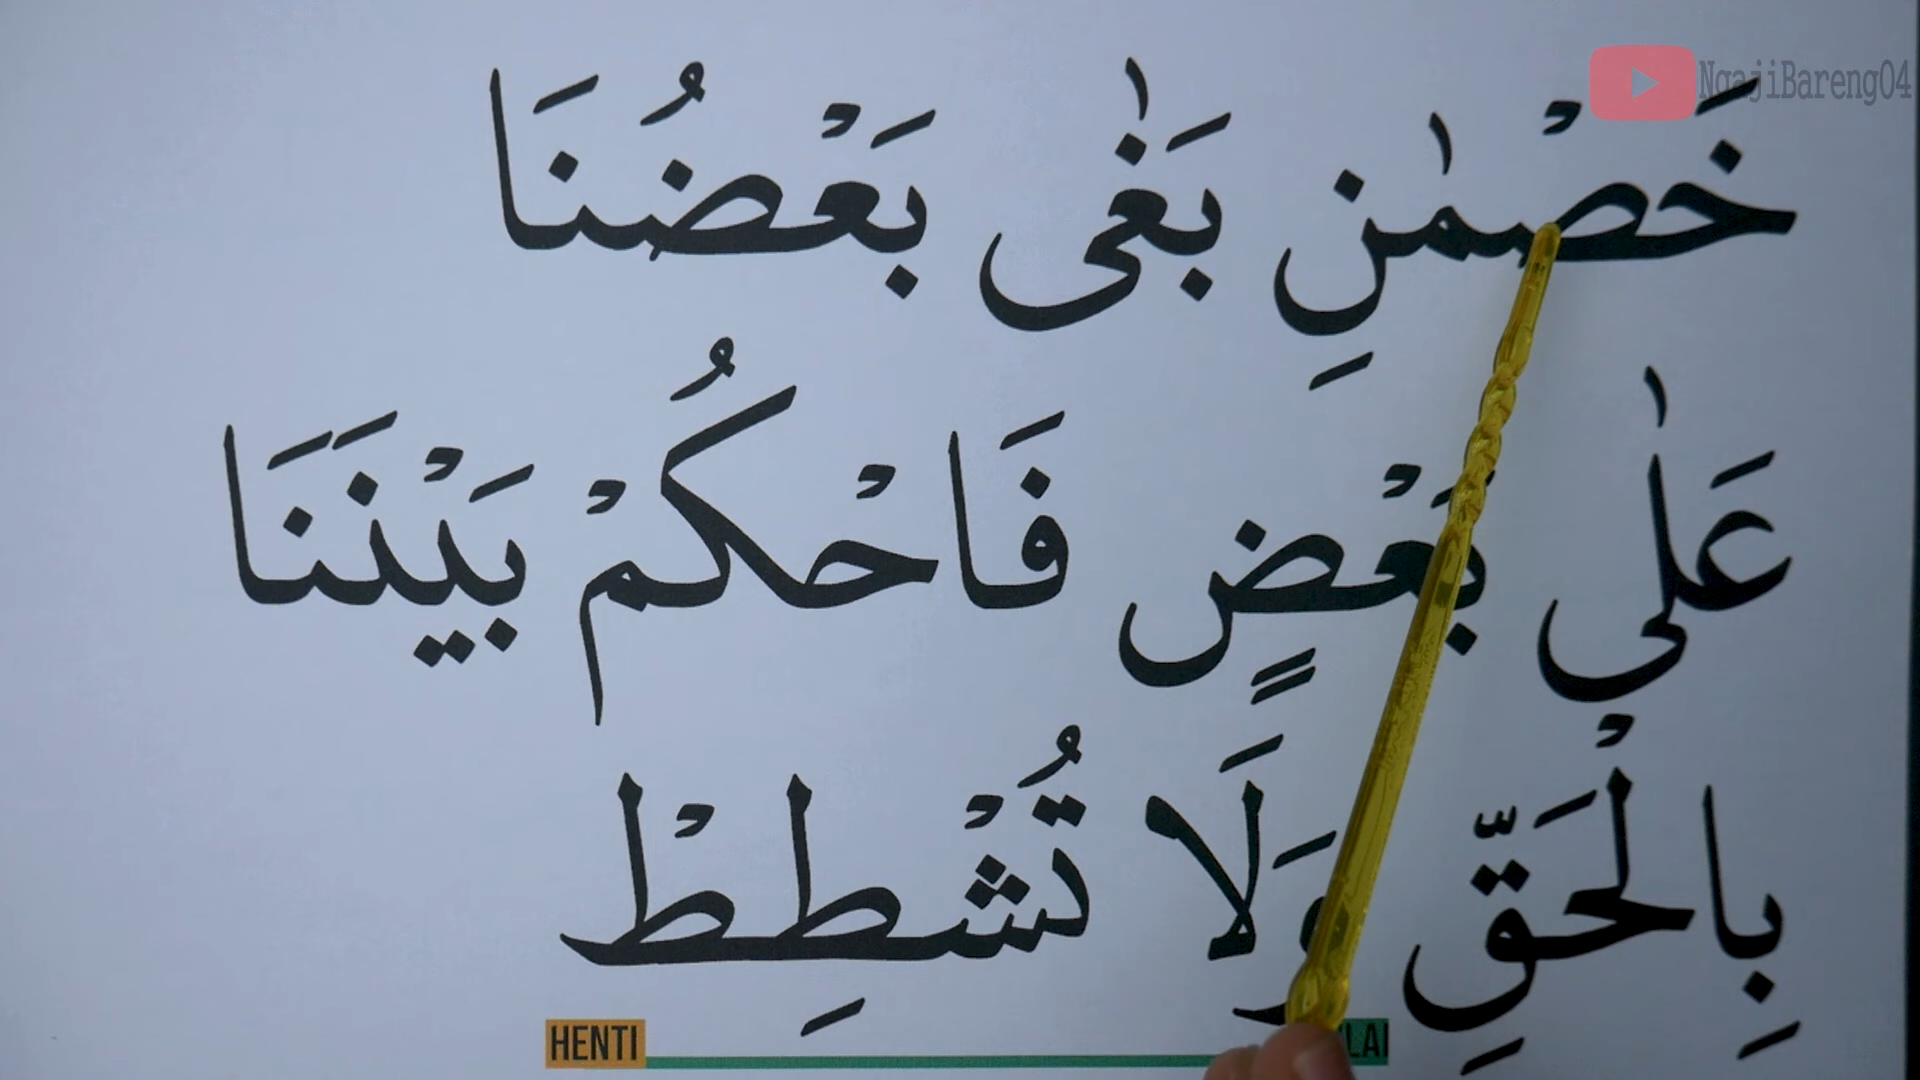 NgajiBareng04
خَصْمٰنِ بَغٰى بَعْضُنَا
عَلٰى بَعْضٍ فَاحْكُمْ بَيْنَنَا
بِالْحَقِّ وَلَا تُشْطِطْ
HENTI